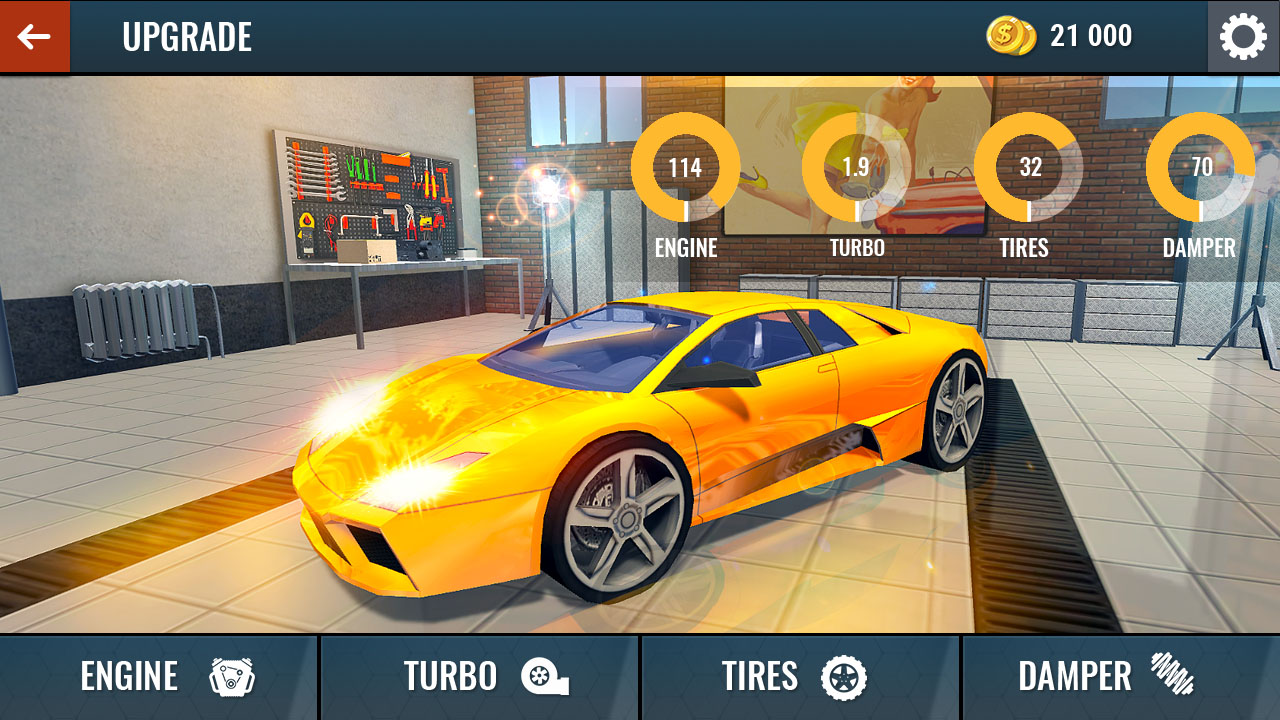 UPGRADE
21 000
114
1.9
32
70
ENGINE
TURBO
TIRES
DAMPER
ENGINE
TURBO
TIRES
DAMPER